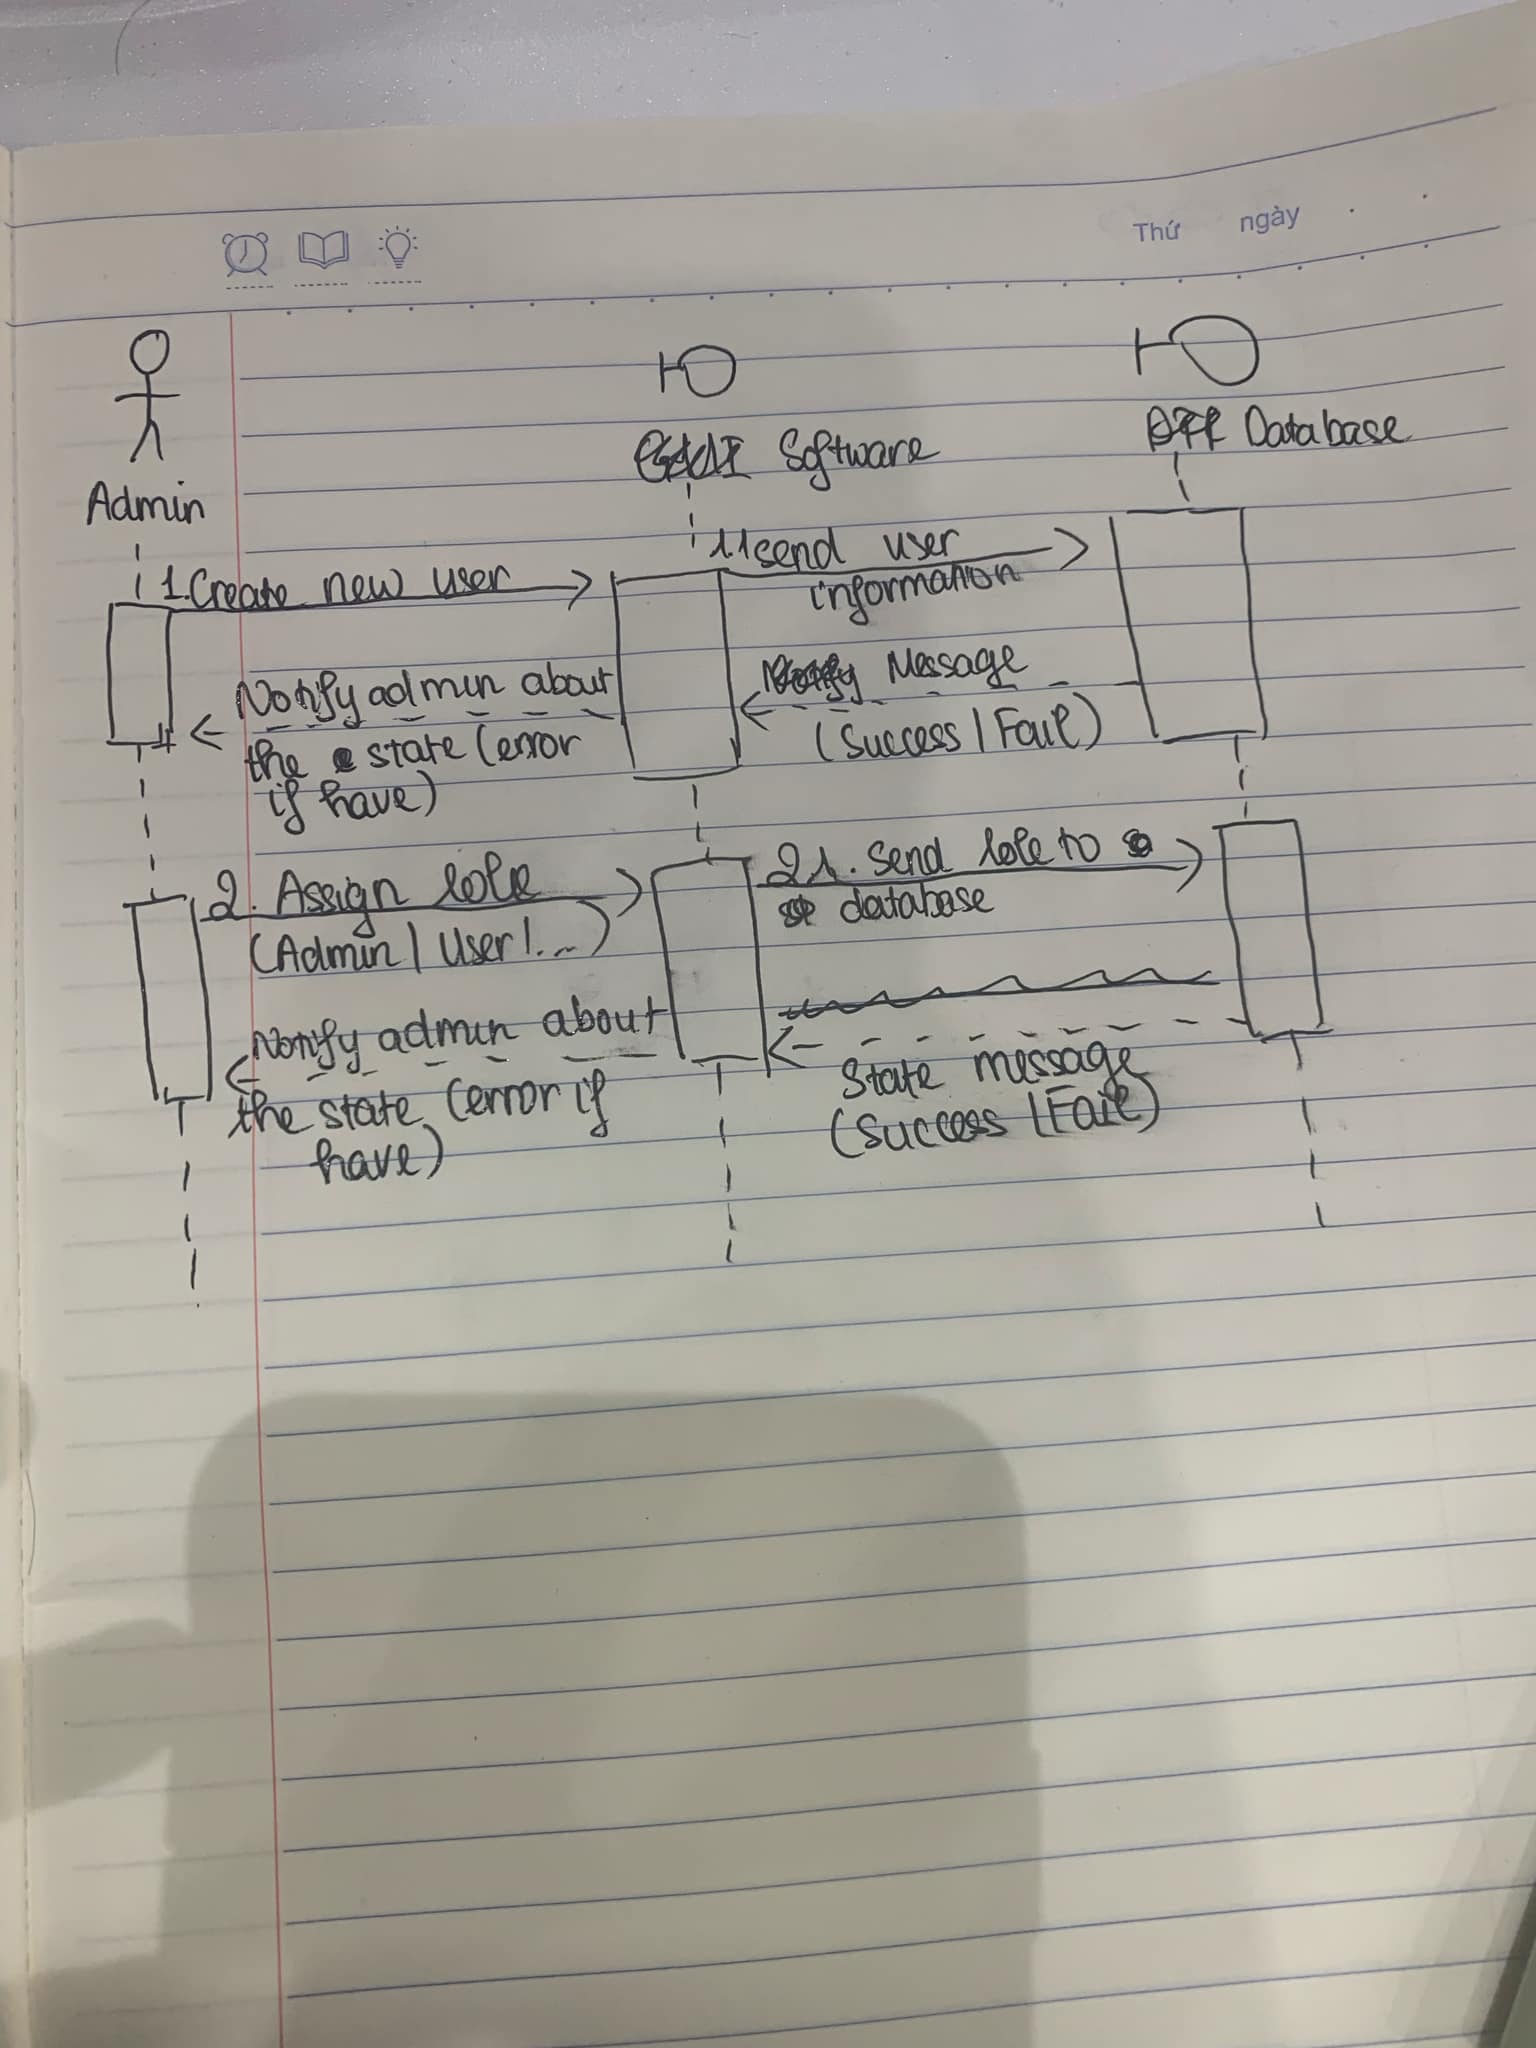 Thứ ngày
Admin
Software
Database
1.Create new user
1.1 send user
information
Message
(Success | Fail)
Notify admin about
the state (error
if have)
2. Assign role
(Admin | User |...)
2.1. Send role to
database
Notify admin about
the state (error if
have)
State message
(Success | Fail)